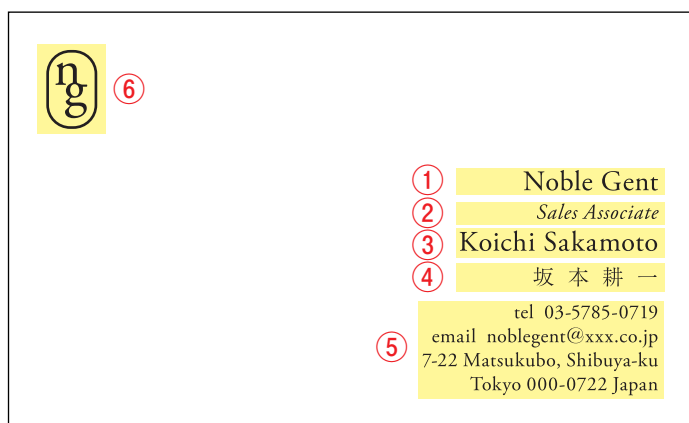 ng
⑥
① Noble Gent
② Sales Associate
③ Koichi Sakamoto
④ 坂本耕一
tel 03-5785-0719
email noblegent@xxx.co.jp
⑤
7-22 Matsukubo, Shibuya-ku
Tokyo 000-0722 Japan